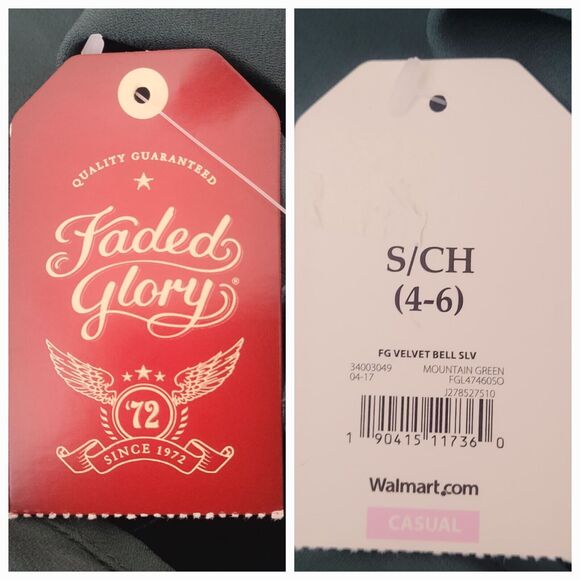 QUALITY GUARANTEED
Faded
Glory®
'72
SINCE 1972
S/CH
(4-6)
FG VELVET BELL SLV
34003049 MOUNTAIN GREEN
04-17 FGL47460SO
J278527510
1 90415 11736 0
Walmart.com
CASUAL